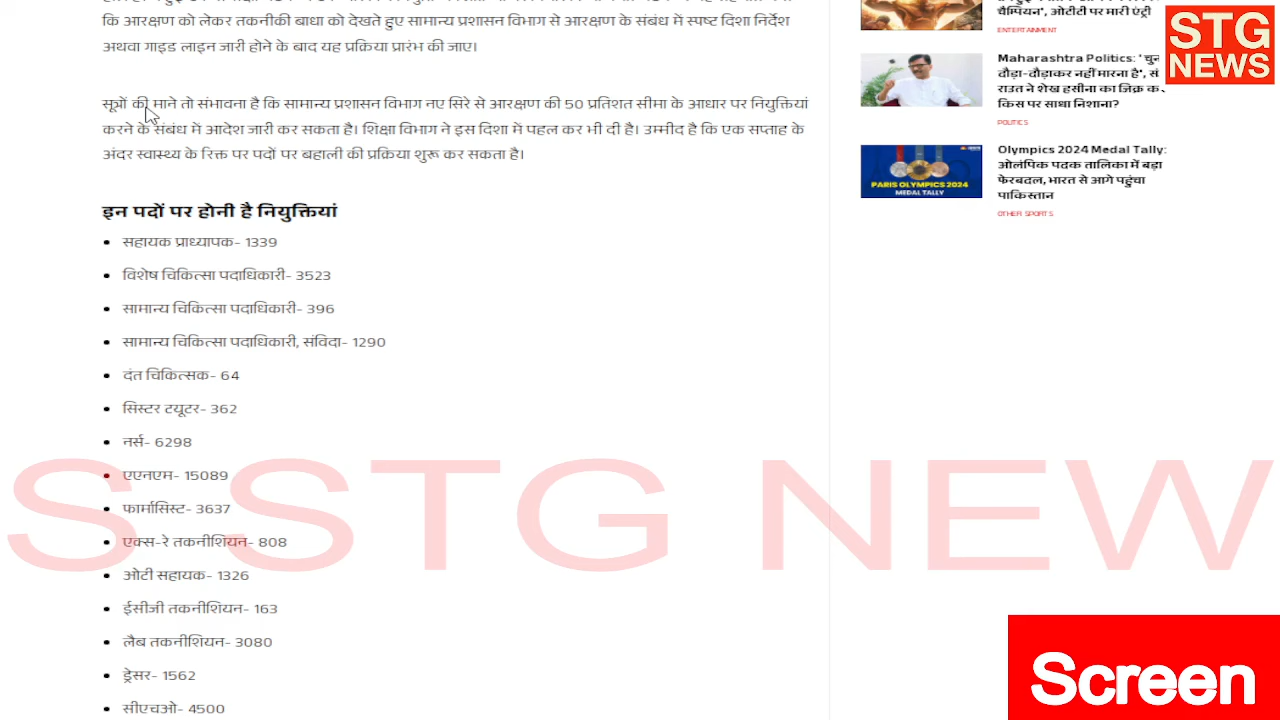 कि आरक्षण को लेकर तकनीकी बाधा को देखते हुए सामान्य प्रशासन विभाग से आरक्षण के संबंध में स्पष्ट दिशा निर्देश
अथवा गाइड लाइन जारी होने के बाद यह प्रक्रिया प्रारंभ की जाए।
सूत्रों की माने तो संभावना है कि सामान्य प्रशासन विभाग नए सिरे से आरक्षण की 50 प्रतिशत सीमा के आधार पर नियुक्तियां
करने के संबंध में आदेश जारी कर सकता है। शिक्षा विभाग ने इस दिशा में पहल कर भी दी है। उम्मीद है कि एक सप्ताह के
अंदर स्वास्थ्य के रिक्त पर पदों पर बहाली की प्रक्रिया शुरू कर सकता है।
इन पदों पर होनी है नियुक्तियां
सहायक प्राध्यापक- 1339
विशेष चिकित्सा पदाधिकारी- 3523
सामान्य चिकित्सा पदाधिकारी- 396
सामान्य चिकित्सा पदाधिकारी, संविदा- 1290
दंत चिकित्सक- 64
सिस्टर टयूटर- 362
नर्स- 6298
एएनएम- 15089
फार्मासिस्ट- 3637
एक्स-रे तकनीशियन- 808
ओटी सहायक- 1326
ईसीजी तकनीशियन- 163
लैब तकनीशियन- 3080
ड्रेसर- 1562
सीएचओ- 4500
चैम्पियन', ओटीटी पर मारी एंट्री
ENTERTAINMENT
Maharashtra Politics: 'चुन
दौड़ा-दौड़ाकर नहीं मारना है', सं
राउत ने शेख हसीना का जिक्र क
किस पर साधा निशाना?
POLITICS
PARIS OLYMPICS 2024
MEDAL TALLY
Olympics 2024 Medal Tally:
ओलंपिक पदक तालिका में बड़ा
फेरबदल, भारत से आगे पहुंचा
पाकिस्तान
OTHER SPORTS
STG
NEWS
S STG NEW
Screen